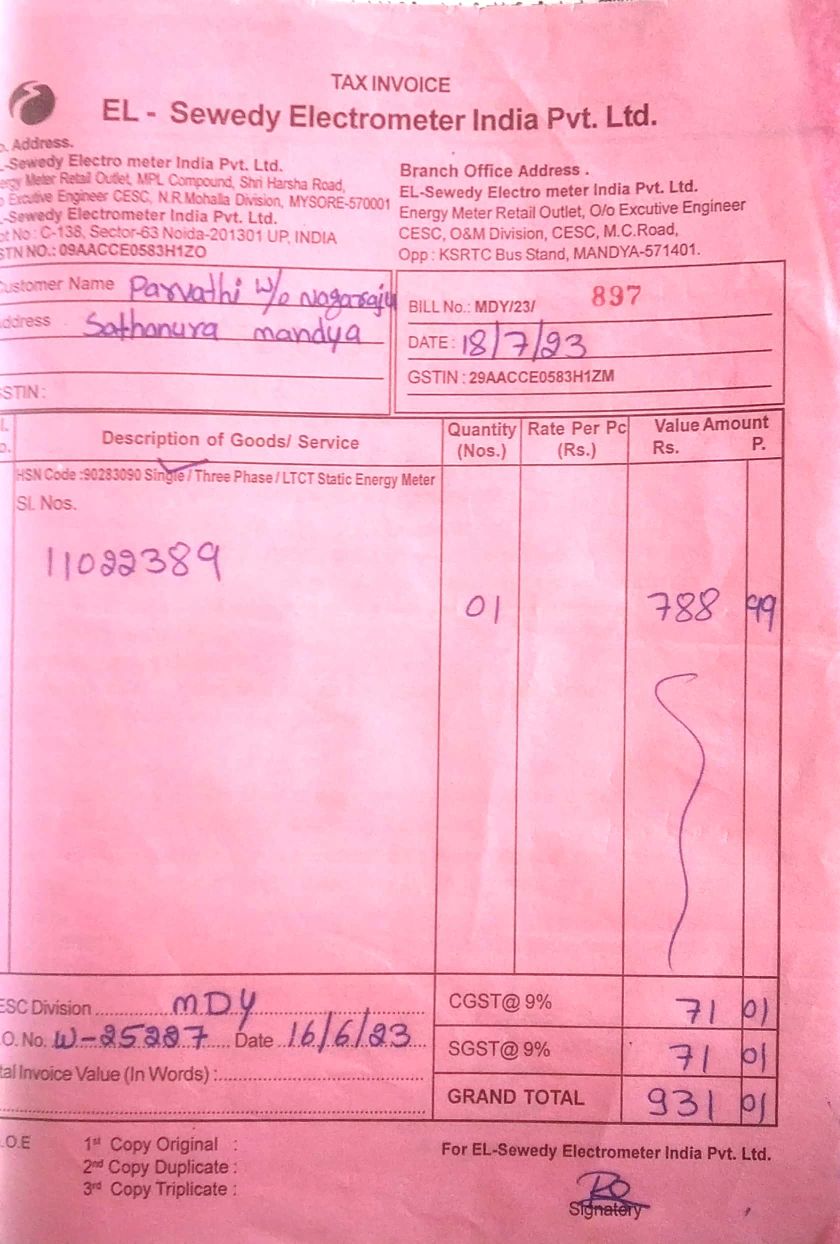 TAX INVOICE
EL - Sewedy Electrometer India Pvt. Ltd.
Address.
-Sewedy Electro meter India Pvt. Ltd.
Meter Retail Outlet, MPL Compound, Shri Harsha Road,
Excutive Engineer CESC, N.R.Mohalla Division, MYSORE-570001
-Sewedy Electrometer India Pvt. Ltd.
No : C-138, Sector-63 Noida-201301 UP, INDIA
TN NO.: 09AACCE0583H1ZO
Branch Office Address .
EL-Sewedy Electro meter India Pvt. Ltd.
Energy Meter Retail Outlet, O/o Excutive Engineer
CESC, O&M Division, CESC, M.C.Road,
Opp : KSRTC Bus Stand, MANDYA-571401.
ustomer Name Parvathi W/o Nagaraju
ddress Sathanura mandya
STIN :
BILL No.: MDY/23/ 897
DATE : 18/7/23
GSTIN : 29AACCE0583H1ZM
Description of Goods/ Service
Quantity (Nos.)
Rate Per Pc (Rs.)
Value Amount
Rs. P.
HSN Code :90283090 Single / Three Phase / LTCT Static Energy Meter
Sl. Nos.
11022389
01 788 99
ESC Division MDY
.O. No. W-25227 Date 16/6/23
tal Invoice Value (In Words) :
CGST@ 9% 71 01
SGST@ 9% 71 01
GRAND TOTAL 931 01
.O.E
1st Copy Original :
2nd Copy Duplicate :
3rd Copy Triplicate :
For EL-Sewedy Electrometer India Pvt. Ltd.
Signatory